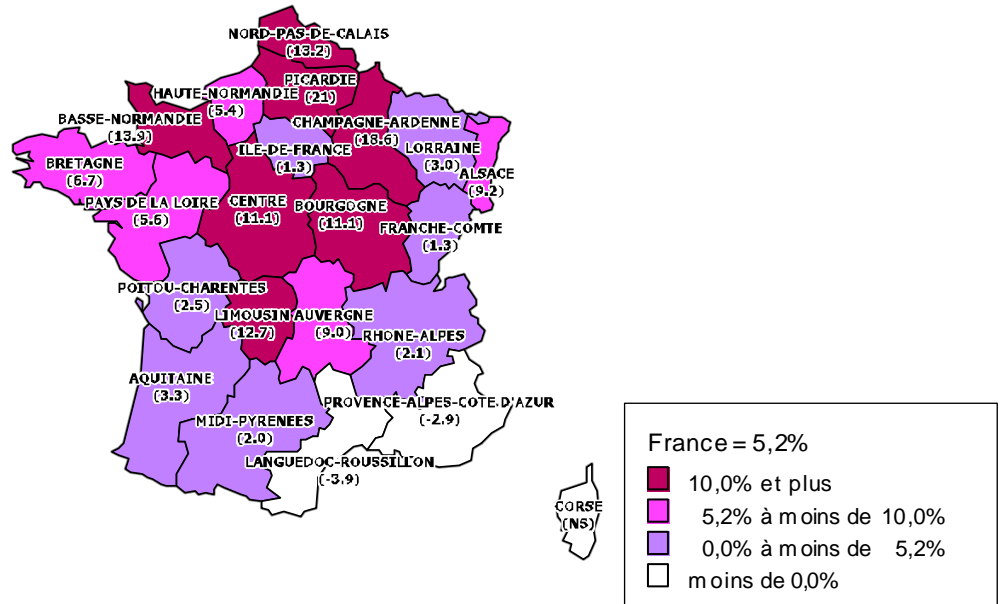 NORD-PAS-DE-CALAIS
(13.2)
PICARDIE
(21)
HAUTE-NORMANDIE
(5.4)
BASSE-NORMANDIE
(13.9)
CHAMPAGNE-ARDENNE
(18.6)
ILE-DE-FRANCE
(1.3)
LORRAINE
(3.0)
ALSACE
(9.2)
BRETAGNE
(6.7)
PAYS DE LA LOIRE
(5.6)
CENTRE
(11.1)
BOURGOGNE
(11.1)
FRANCHE-COMTE
(1.3)
POITOU-CHARENTES
(2.5)
LIMOUSIN
(12.7)
AUVERGNE
(9.0)
RHONE-ALPES
(2.1)
AQUITAINE
(3.3)
PROVENCE-ALPES-COTE D'AZUR
(-2.9)
MIDI-PYRENEES
(2.0)
LANGUEDOC-ROUSSILLON
(-3.9)
CORSE
(NS)
France = 5,2%
10,0% et plus
5,2% à moins de 10,0%
0,0% à moins de 5,2%
moins de 0,0%